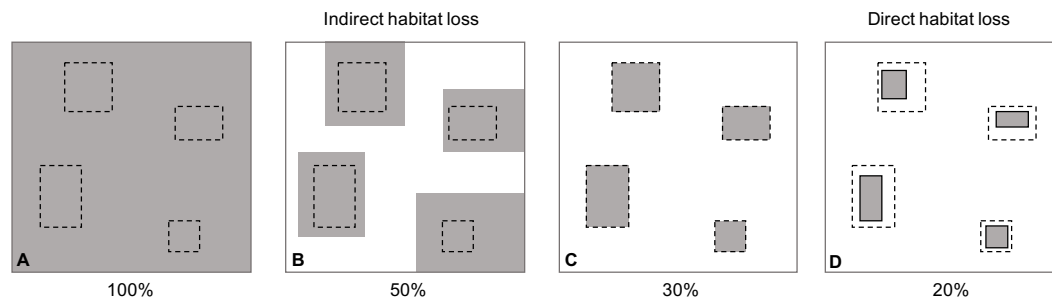 Indirect habitat loss
Direct habitat loss
A
B
C
D
100%
50%
30%
20%